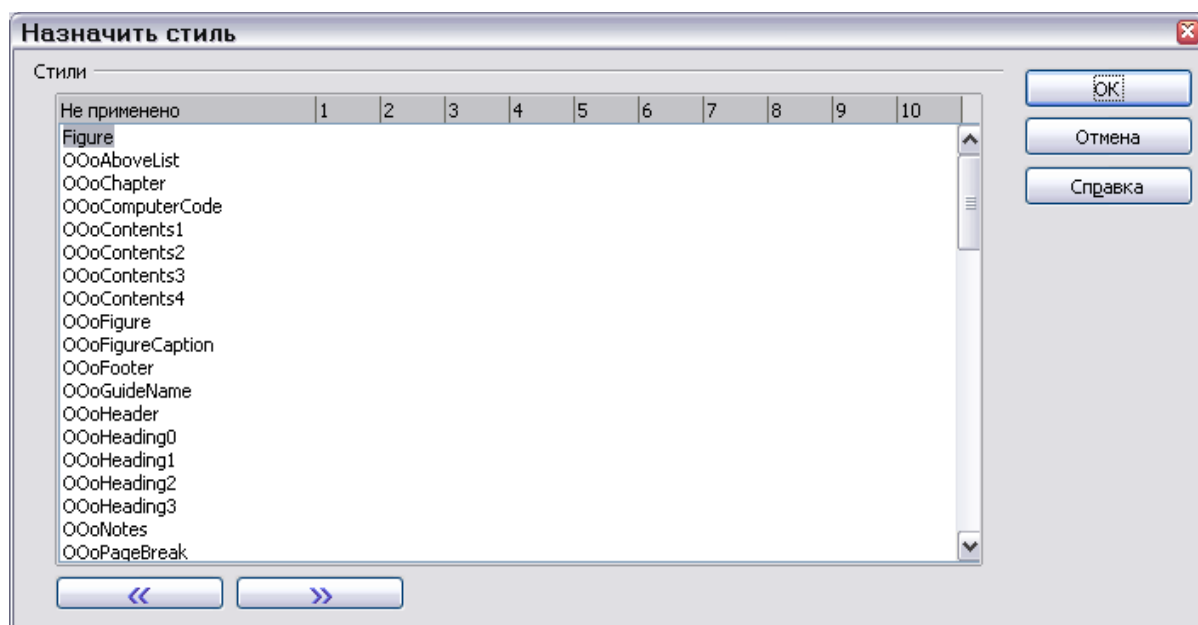 Назначить стиль
Стили
Не применено 1 2 3 4 5 6 7 8 9 10
Figure
OOoAboveList
OOoChapter
OOoComputerCode
OOoContents1
OOoContents2
OOoContents3
OOoContents4
OOoFigure
OOoFigureCaption
OOoFooter
OOoGuideName
OOoHeader
OOoHeading0
OOoHeading1
OOoHeading2
OOoHeading3
OOoNotes
OOoPageBreak
<< >>
ОК
Отмена
Справка